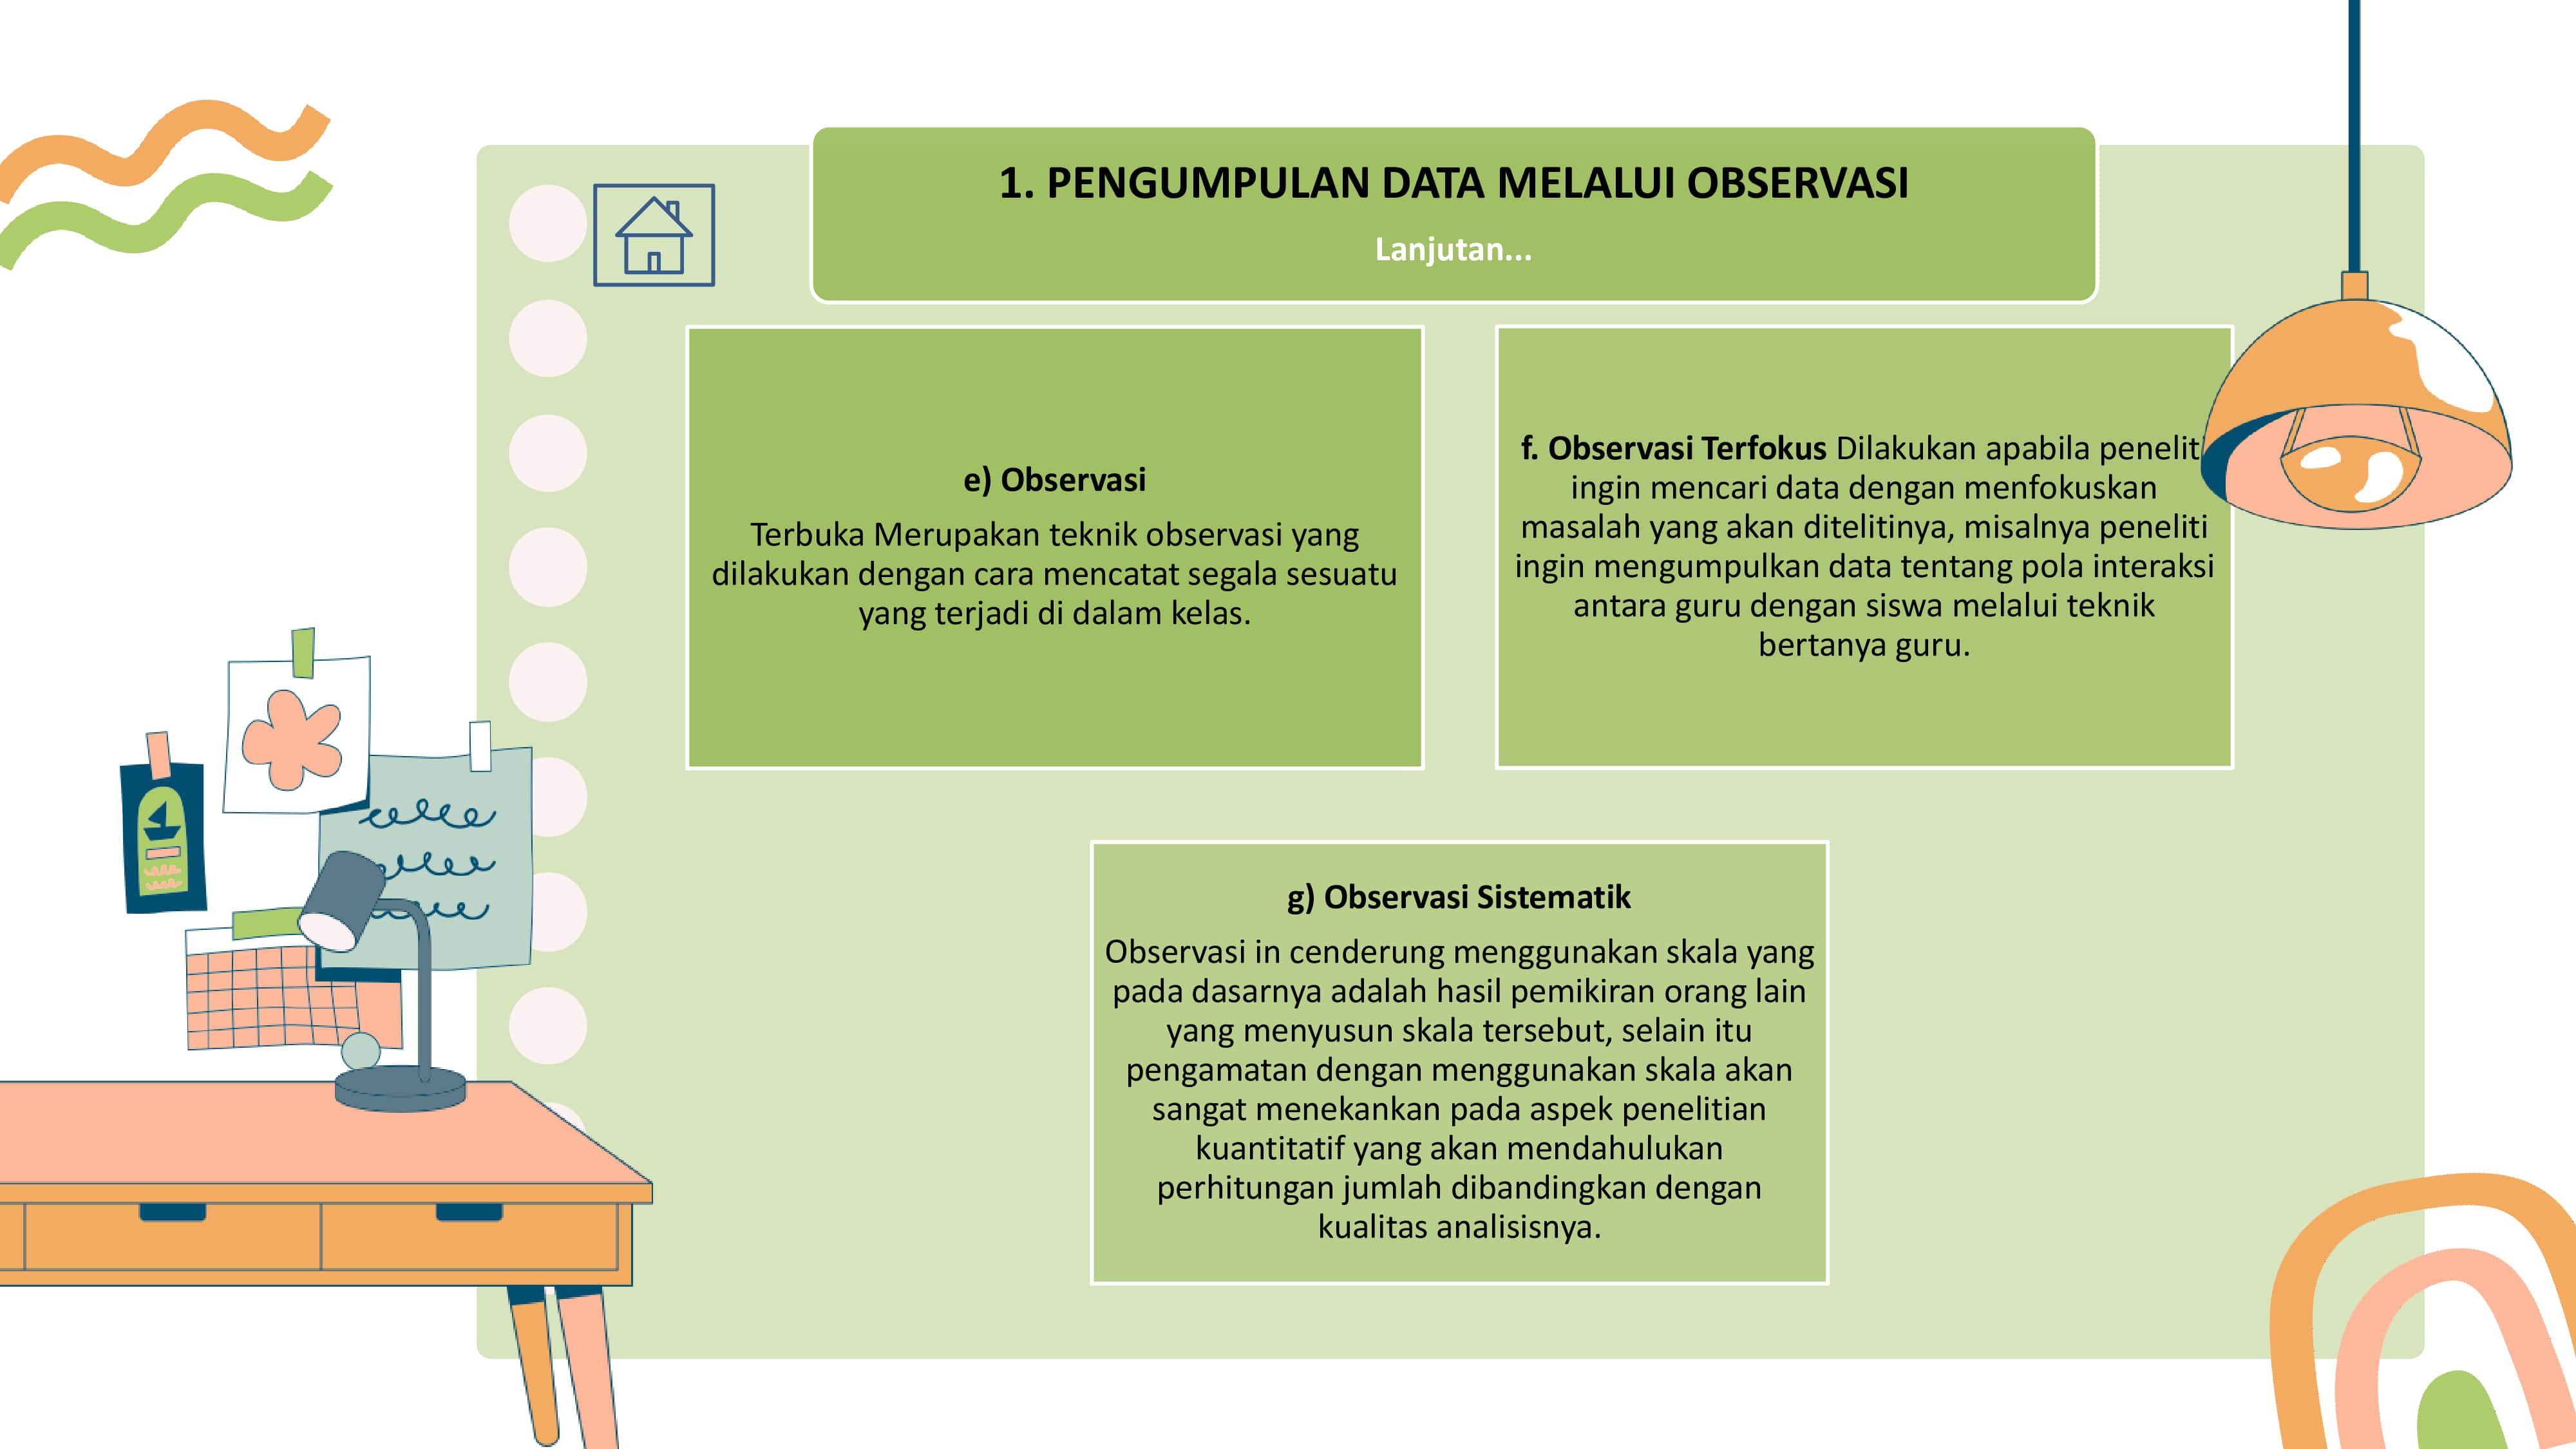 1. PENGUMPULAN DATA MELALUI OBSERVASI
Lanjutan...
e) Observasi
Terbuka Merupakan teknik observasi yang
dilakukan dengan cara mencatat segala sesuatu
yang terjadi di dalam kelas.
f. Observasi Terfokus Dilakukan apabila peneliti
ingin mencari data dengan menfokuskan
masalah yang akan ditelitinya, misalnya peneliti
ingin mengumpulkan data tentang pola interaksi
antara guru dengan siswa melalui teknik
bertanya guru.
g) Observasi Sistematik
Observasi in cenderung menggunakan skala yang
pada dasarnya adalah hasil pemikiran orang lain
yang menyusun skala tersebut, selain itu
pengamatan dengan menggunakan skala akan
sangat menekankan pada aspek penelitian
kuantitatif yang akan mendahulukan
perhitungan jumlah dibandingkan dengan
kualitas analisisnya.